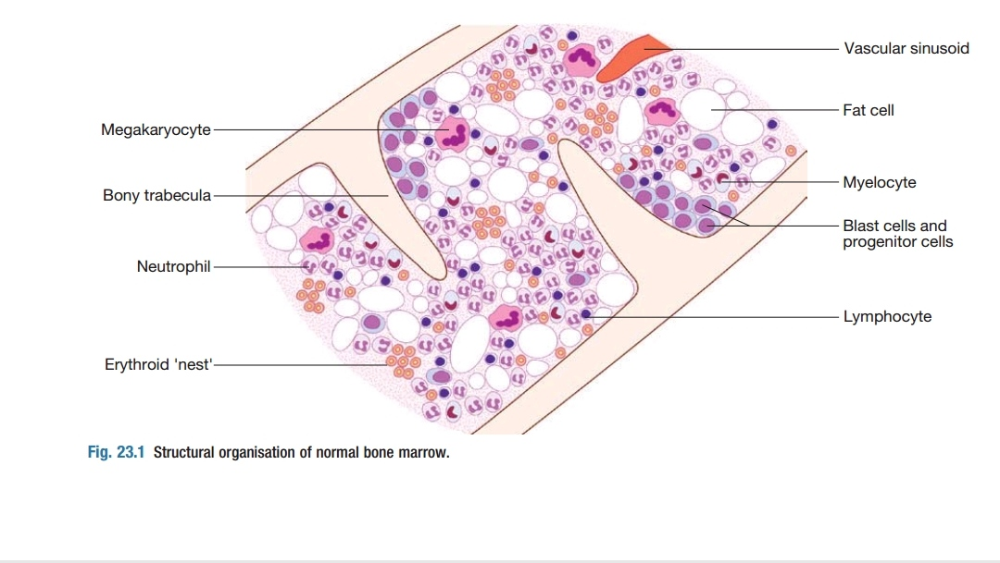 Vascular sinusoid
Fat cell
Megakaryocyte
Myelocyte
Bony trabecula
Blast cells and
progenitor cells
Neutrophil
Lymphocyte
Erythroid 'nest'
Fig. 23.1 Structural organisation of normal bone marrow.